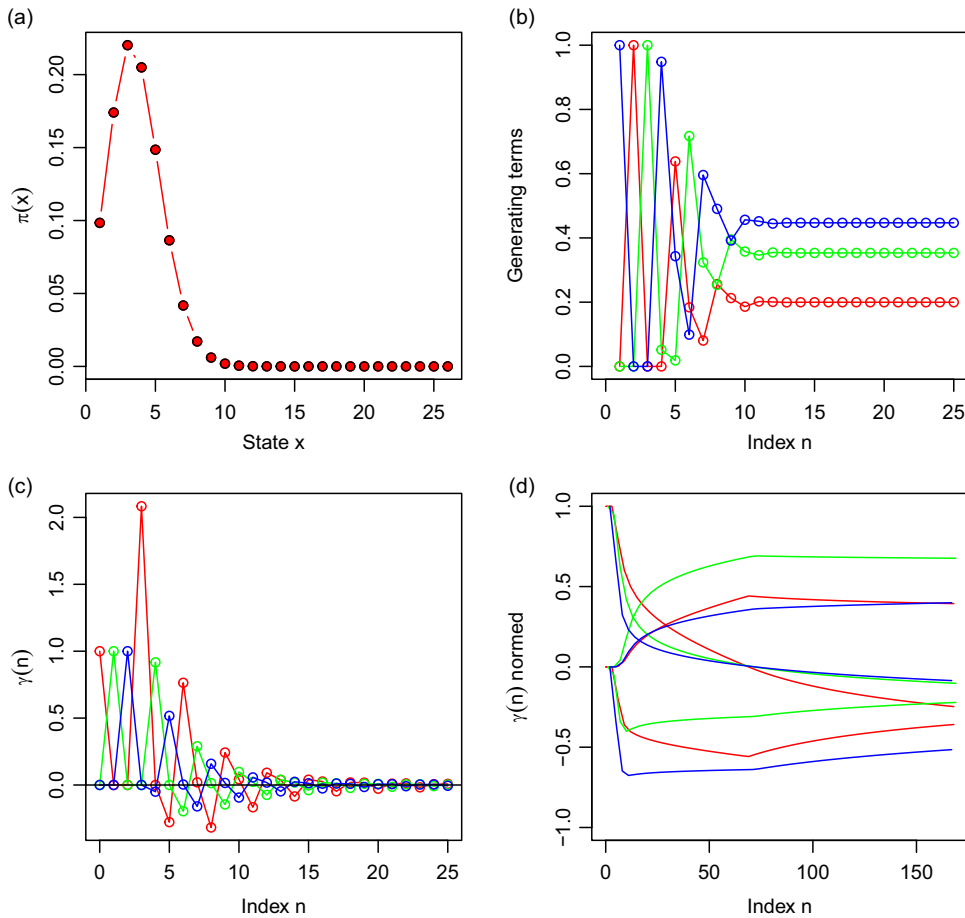 (a)
π(x)
0.20
0.15
0.10
0.05
0.00
0 5 10 15 20 25
State x
(b)
Generating terms
1.0
0.8
0.6
0.4
0.2
0.0
0 5 10 15 20 25
Index n
(c)
γ(n)
2.0
1.5
1.0
0.5
0.0
0 5 10 15 20 25
Index n
(d)
γ(n) normed
1.0
0.5
0.0
−0.5
−1.0
0 50 100 150
Index n